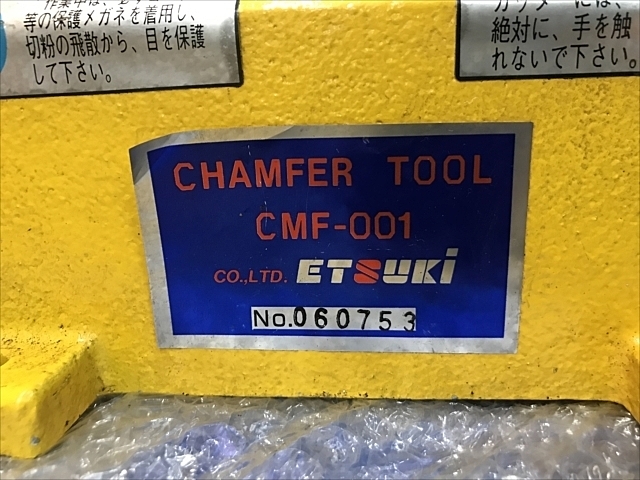 等の保護メガネを着用し、
切粉の飛散から、目を保護
して下さい。
絶対に、手を触
れないで下さい。
CHAMFER TOOL
CMF-001
CO.,LTD. ETSUKI
No.060753